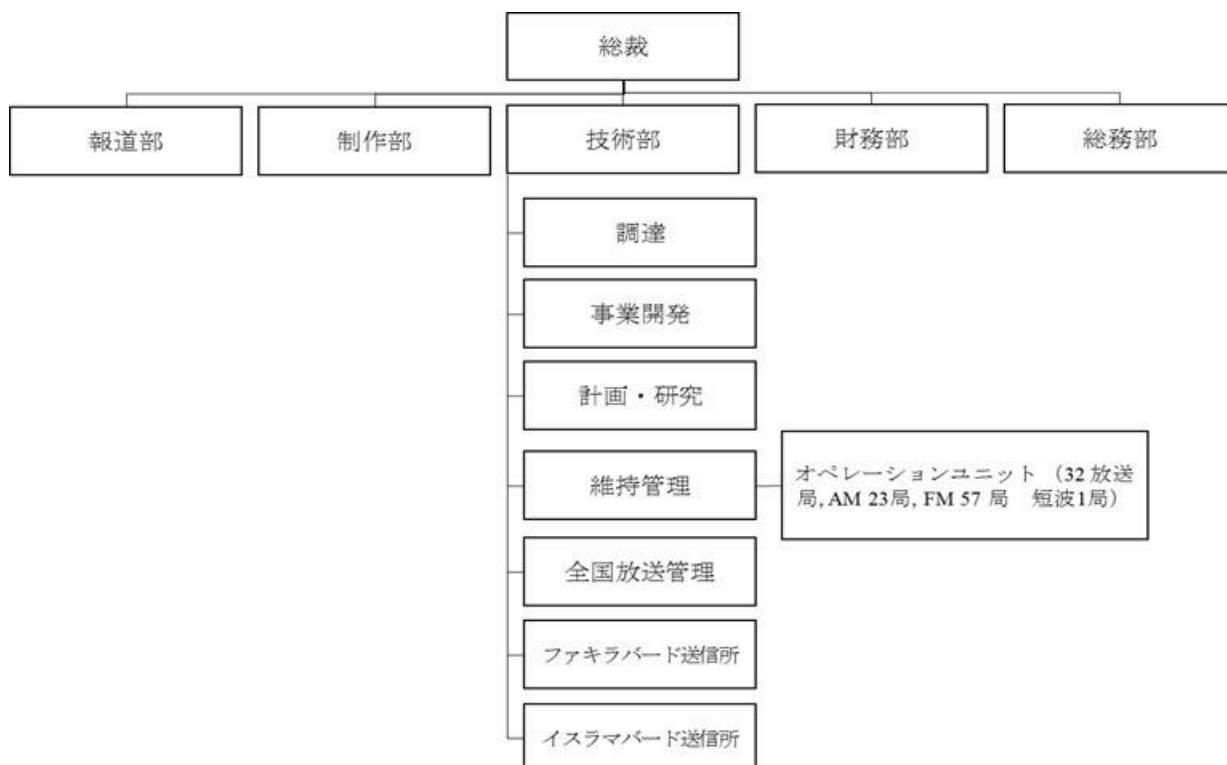 総裁
報道部
制作部
技術部
財務部
総務部
調達
事業開発
計画・研究
維持管理
オペレーションユニット （32 放送
局, AM 23局, FM 57 局　短波1局）
全国放送管理
ファキラバード送信所
イスラマバード送信所